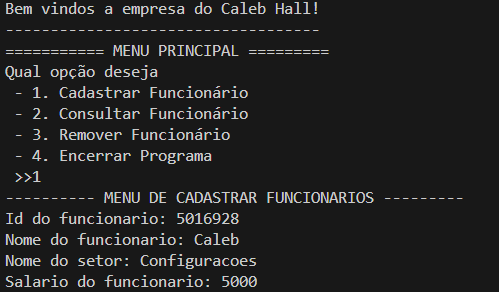 Bem vindos a empresa do Caleb Hall!
-----------------------------------
=========== MENU PRINCIPAL =========
Qual opção deseja
- 1. Cadastrar Funcionário
- 2. Consultar Funcionário
- 3. Remover Funcionário
- 4. Encerrar Programa
>>1
---------- MENU DE CADASTRAR FUNCIONARIOS ---------
Id do funcionario: 5016928
Nome do funcionario: Caleb
Nome do setor: Configuracoes
Salario do funcionario: 5000